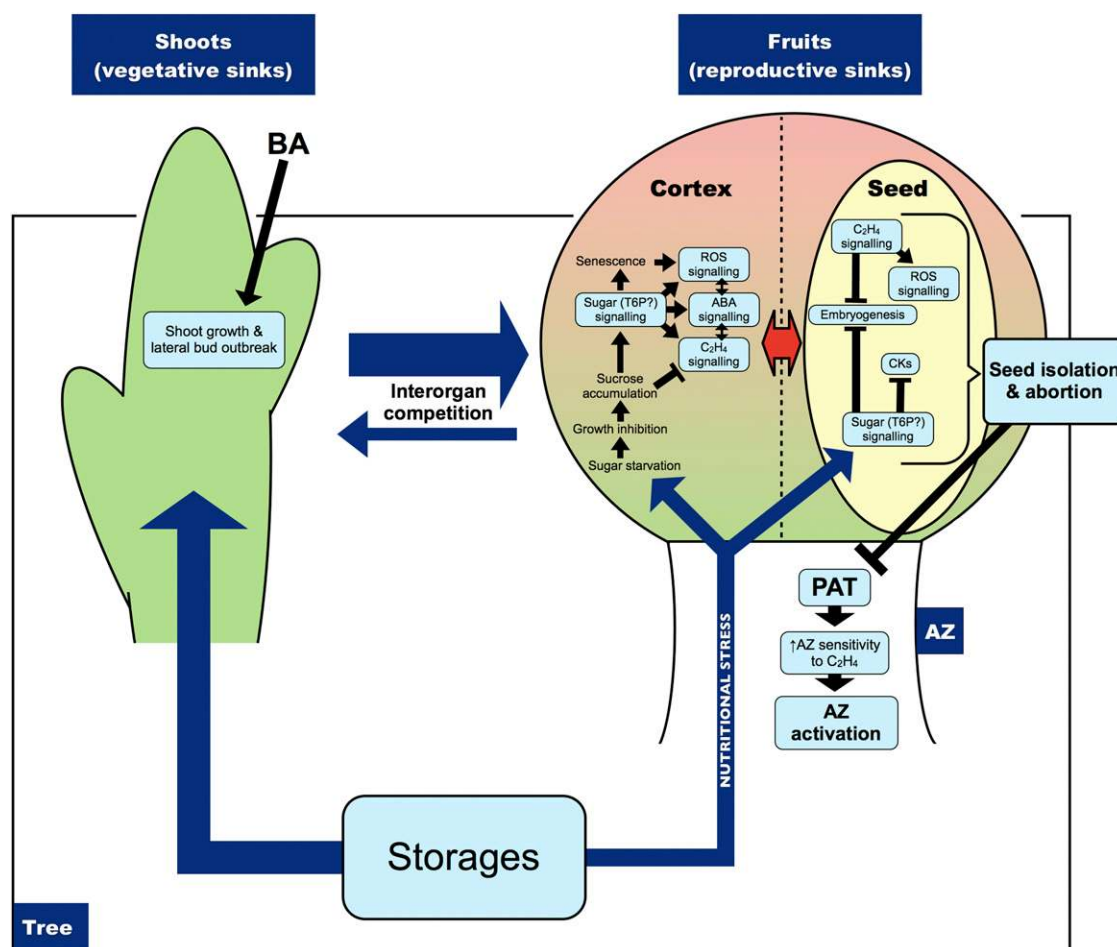 Shoots
(vegetative sinks)
Fruits
(reproductive sinks)
BA
Shoot growth &
lateral bud outbreak
Interorgan
competition
Cortex
Senescence
ROS
signalling
Sugar (T6P?)
signalling
ABA
signalling
C₂H₄
signalling
Sucrose
accumulation
Growth inhibition
Sugar starvation
Seed
C₂H₄
signalling
ROS
signalling
Embryogenesis
CKs
Sugar (T6P?)
signalling
Seed isolation
& abortion
PAT
↑AZ sensitivity
to C₂H₄
AZ
activation
AZ
NUTRITIONAL STRESS
Storages
Tree